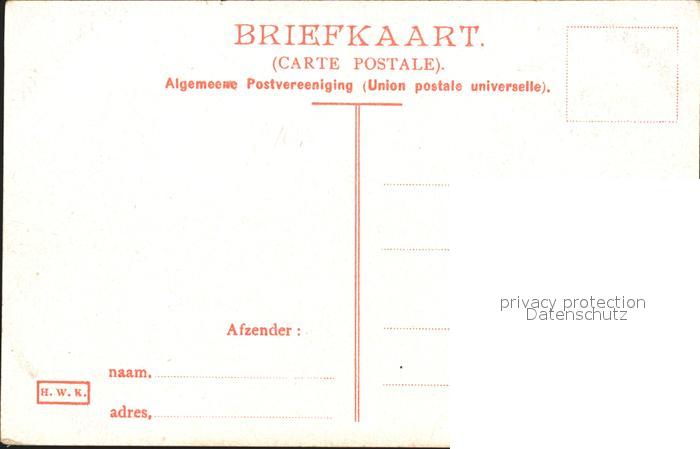 BRIEFKAART.
(CARTE POSTALE).
Algemeene Postvereeniging (Union postale universelle).
privacy protection
Datenschutz
Afzender :
naam,
H. W. K.
adres,